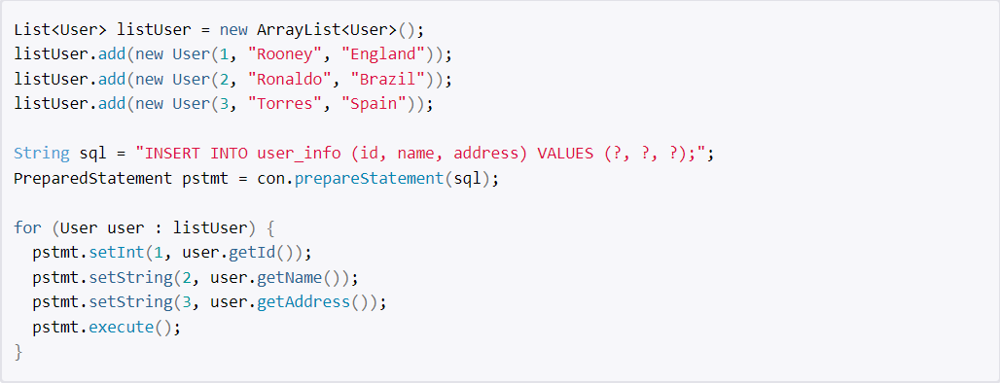 List<User> listUser = new ArrayList<User>();
listUser.add(new User(1, "Rooney", "England"));
listUser.add(new User(2, "Ronaldo", "Brazil"));
listUser.add(new User(3, "Torres", "Spain"));

String sql = "INSERT INTO user_info (id, name, address) VALUES (?, ?, ?);";
PreparedStatement pstmt = con.prepareStatement(sql);

for (User user : listUser) {
  pstmt.setInt(1, user.getId());
  pstmt.setString(2, user.getName());
  pstmt.setString(3, user.getAddress());
  pstmt.execute();
}